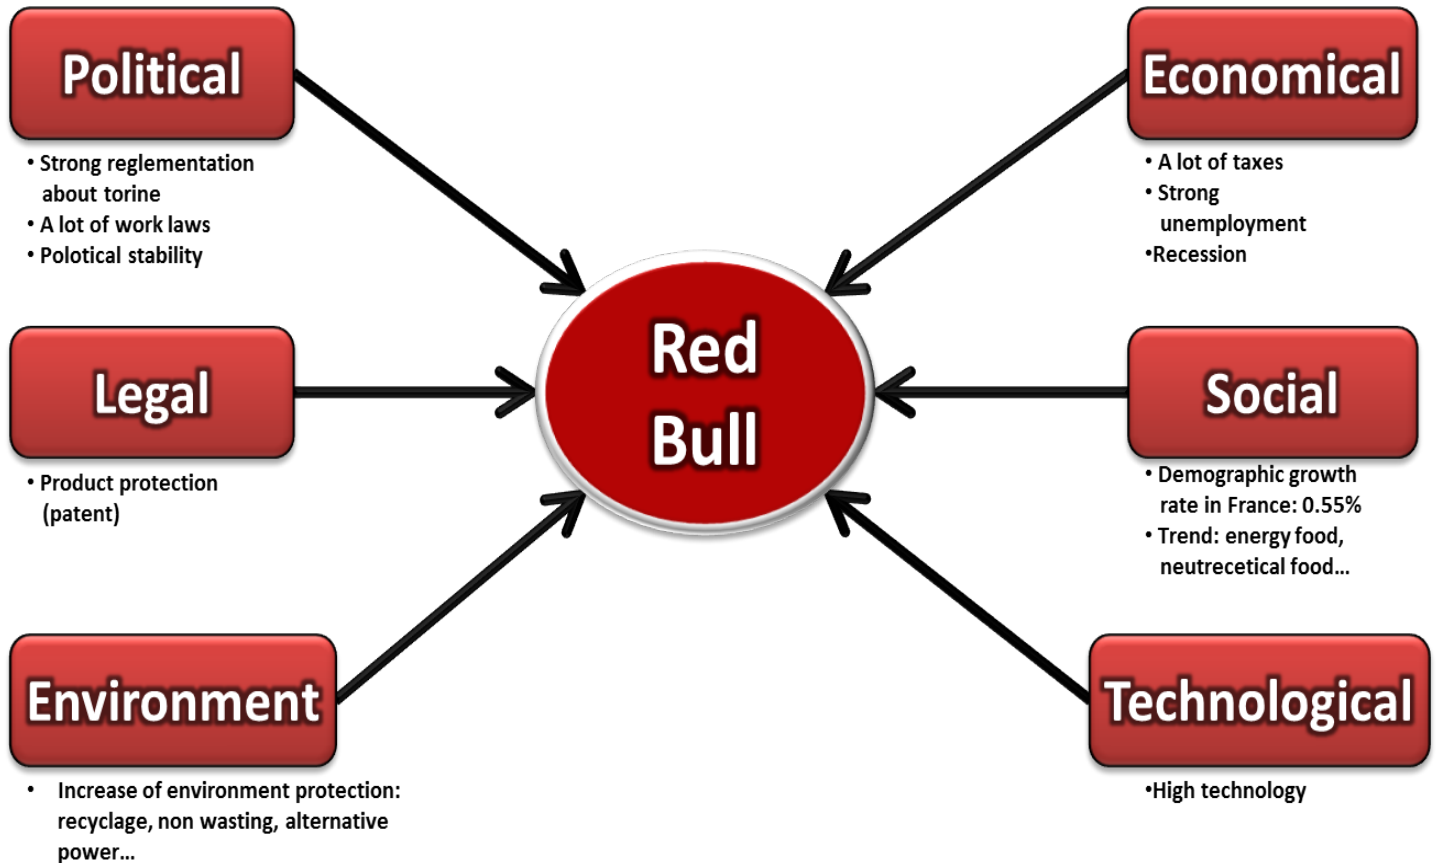 Political
• Strong reglementation
about torine
• A lot of work laws
• Polotical stability
Economical
• A lot of taxes
• Strong
unemployment
•Recession
Red
Bull
Legal
• Product protection
(patent)
Social
• Demographic growth
rate in France: 0.55%
• Trend: energy food,
neutrecetical food...
Environment
• Increase of environment protection:
recyclage, non wasting, alternative
power...
Technological
•High technology